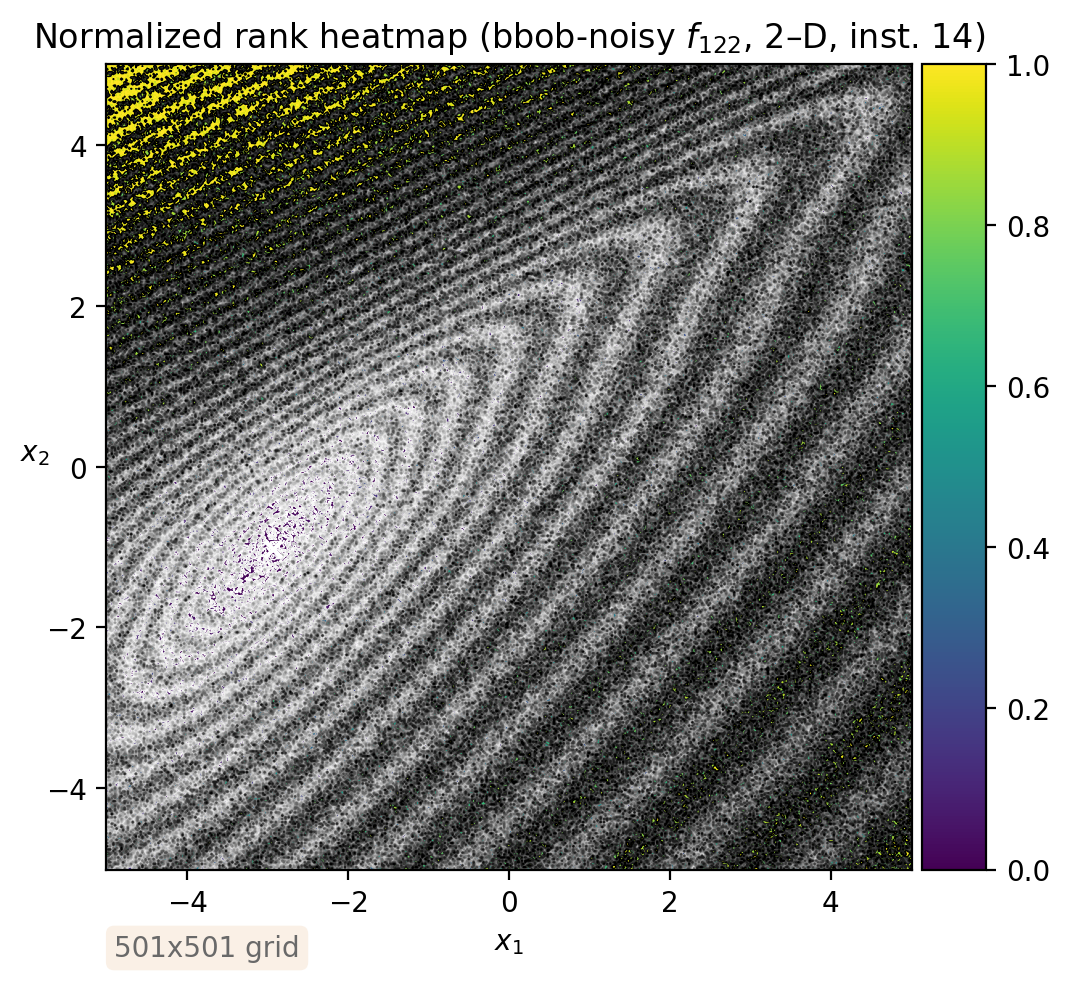 Normalized rank heatmap (bbob-noisy f₁₂₂, 2–D, inst. 14)
1.0
0.8
0.6
0.4
0.2
0.0
4
2
0
−2
−4
x₂
−4 −2 0 2 4
x₁
501x501 grid